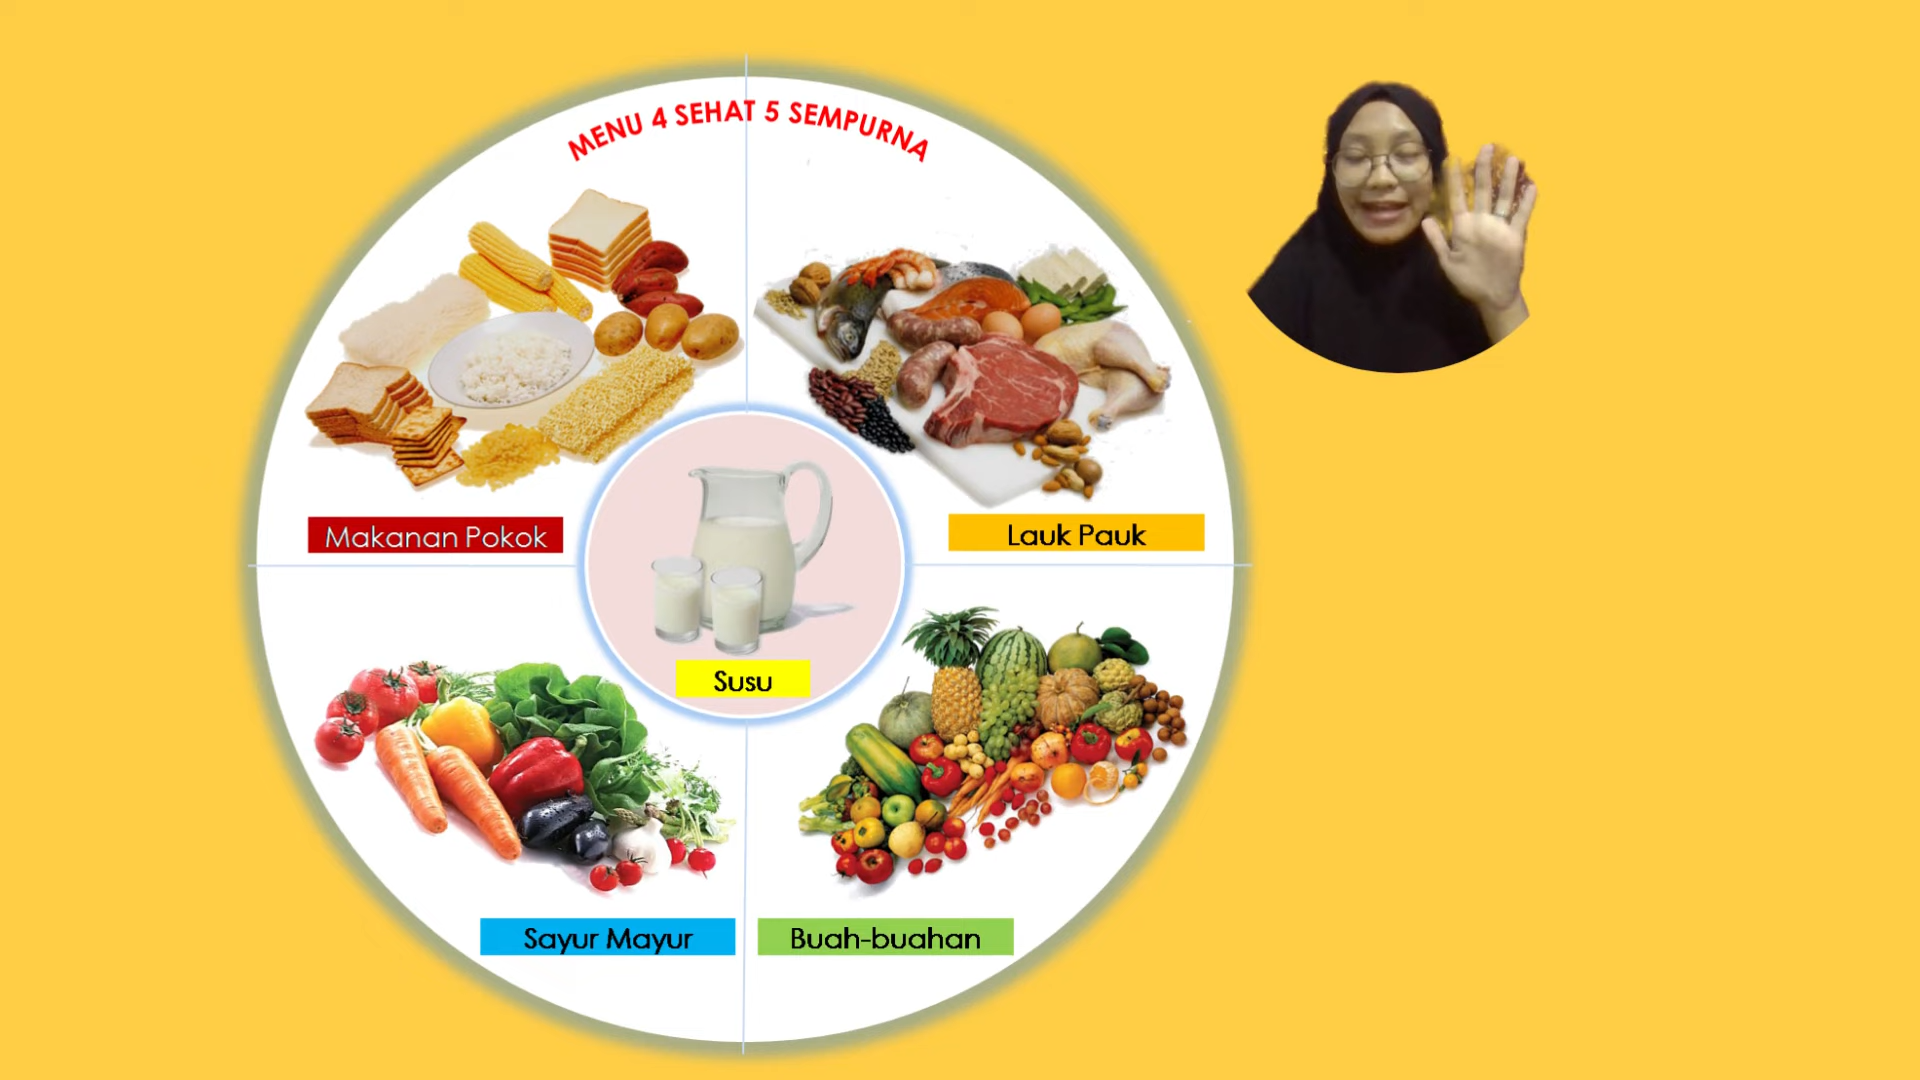 MENU 4 SEHAT 5 SEMPURNA
Makanan Pokok
Lauk Pauk
Susu
Sayur Mayur
Buah-buahan